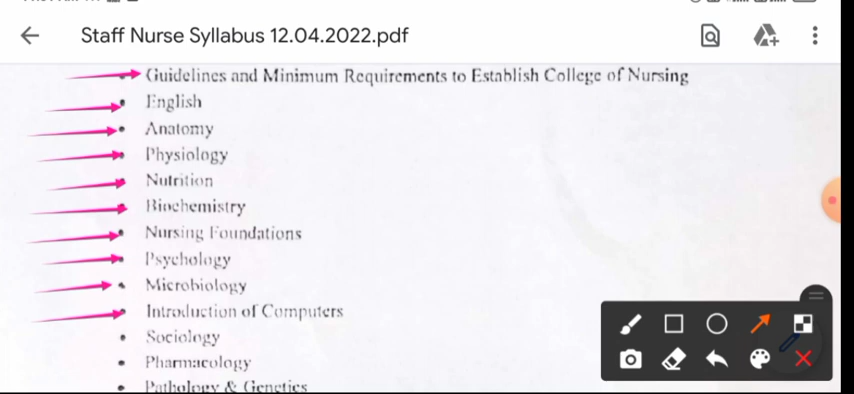 Staff Nurse Syllabus 12.04.2022.pdf
Guidelines and Minimum Requirements to Establish College of Nursing
English
Anatomy
Physiology
Nutrition
Biochemistry
Nursing Foundations
Psychology
Microbiology
Introduction of Computers
Sociology
Pharmacology
Pathology & Genetics